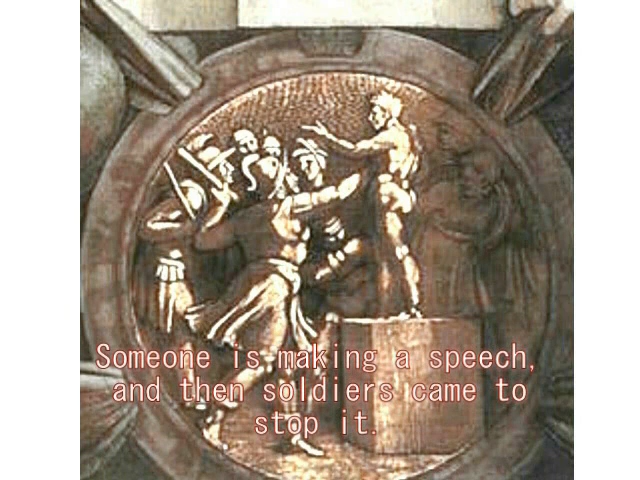 Someone is making a speech,
and then soldiers came to
stop it.